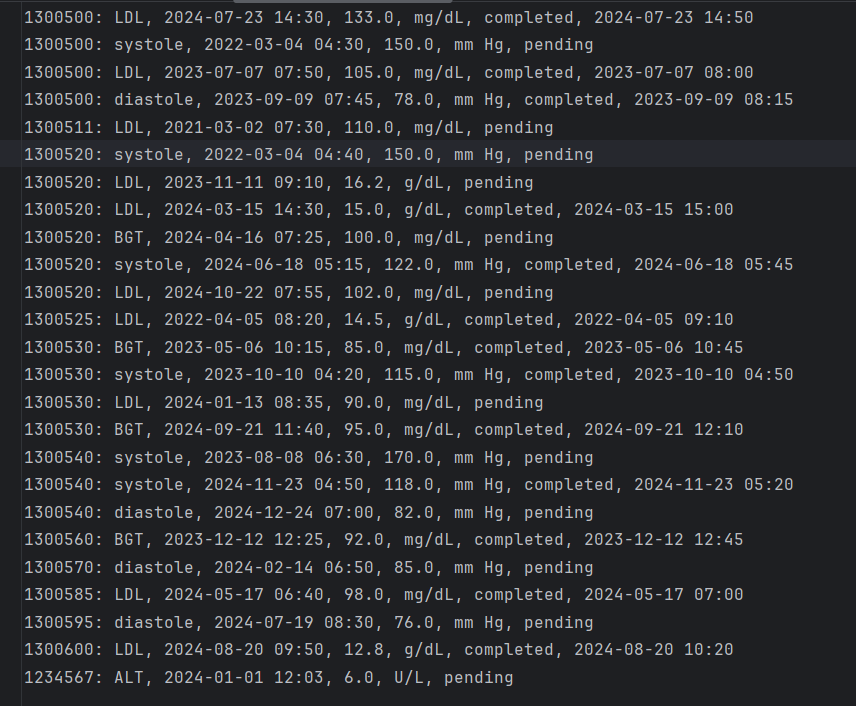 1300500: LDL, 2024-07-23 14:30, 133.0, mg/dL, completed, 2024-07-23 14:50
1300500: systole, 2022-03-04 04:30, 150.0, mm Hg, pending
1300500: LDL, 2023-07-07 07:50, 105.0, mg/dL, completed, 2023-07-07 08:00
1300500: diastole, 2023-09-09 07:45, 78.0, mm Hg, completed, 2023-09-09 08:15
1300511: LDL, 2021-03-02 07:30, 110.0, mg/dL, pending
1300520: systole, 2022-03-04 04:40, 150.0, mm Hg, pending
1300520: LDL, 2023-11-11 09:10, 16.2, g/dL, pending
1300520: LDL, 2024-03-15 14:30, 15.0, g/dL, completed, 2024-03-15 15:00
1300520: BGT, 2024-04-16 07:25, 100.0, mg/dL, pending
1300520: systole, 2024-06-18 05:15, 122.0, mm Hg, completed, 2024-06-18 05:45
1300520: LDL, 2024-10-22 07:55, 102.0, mg/dL, pending
1300525: LDL, 2022-04-05 08:20, 14.5, g/dL, completed, 2022-04-05 09:10
1300530: BGT, 2023-05-06 10:15, 85.0, mg/dL, completed, 2023-05-06 10:45
1300530: systole, 2023-10-10 04:20, 115.0, mm Hg, completed, 2023-10-10 04:50
1300530: LDL, 2024-01-13 08:35, 90.0, mg/dL, pending
1300530: BGT, 2024-09-21 11:40, 95.0, mg/dL, completed, 2024-09-21 12:10
1300540: systole, 2023-08-08 06:30, 170.0, mm Hg, pending
1300540: systole, 2024-11-23 04:50, 118.0, mm Hg, completed, 2024-11-23 05:20
1300540: diastole, 2024-12-24 07:00, 82.0, mm Hg, pending
1300560: BGT, 2023-12-12 12:25, 92.0, mg/dL, completed, 2023-12-12 12:45
1300570: diastole, 2024-02-14 06:50, 85.0, mm Hg, pending
1300585: LDL, 2024-05-17 06:40, 98.0, mg/dL, completed, 2024-05-17 07:00
1300595: diastole, 2024-07-19 08:30, 76.0, mm Hg, pending
1300600: LDL, 2024-08-20 09:50, 12.8, g/dL, completed, 2024-08-20 10:20
1234567: ALT, 2024-01-01 12:03, 6.0, U/L, pending